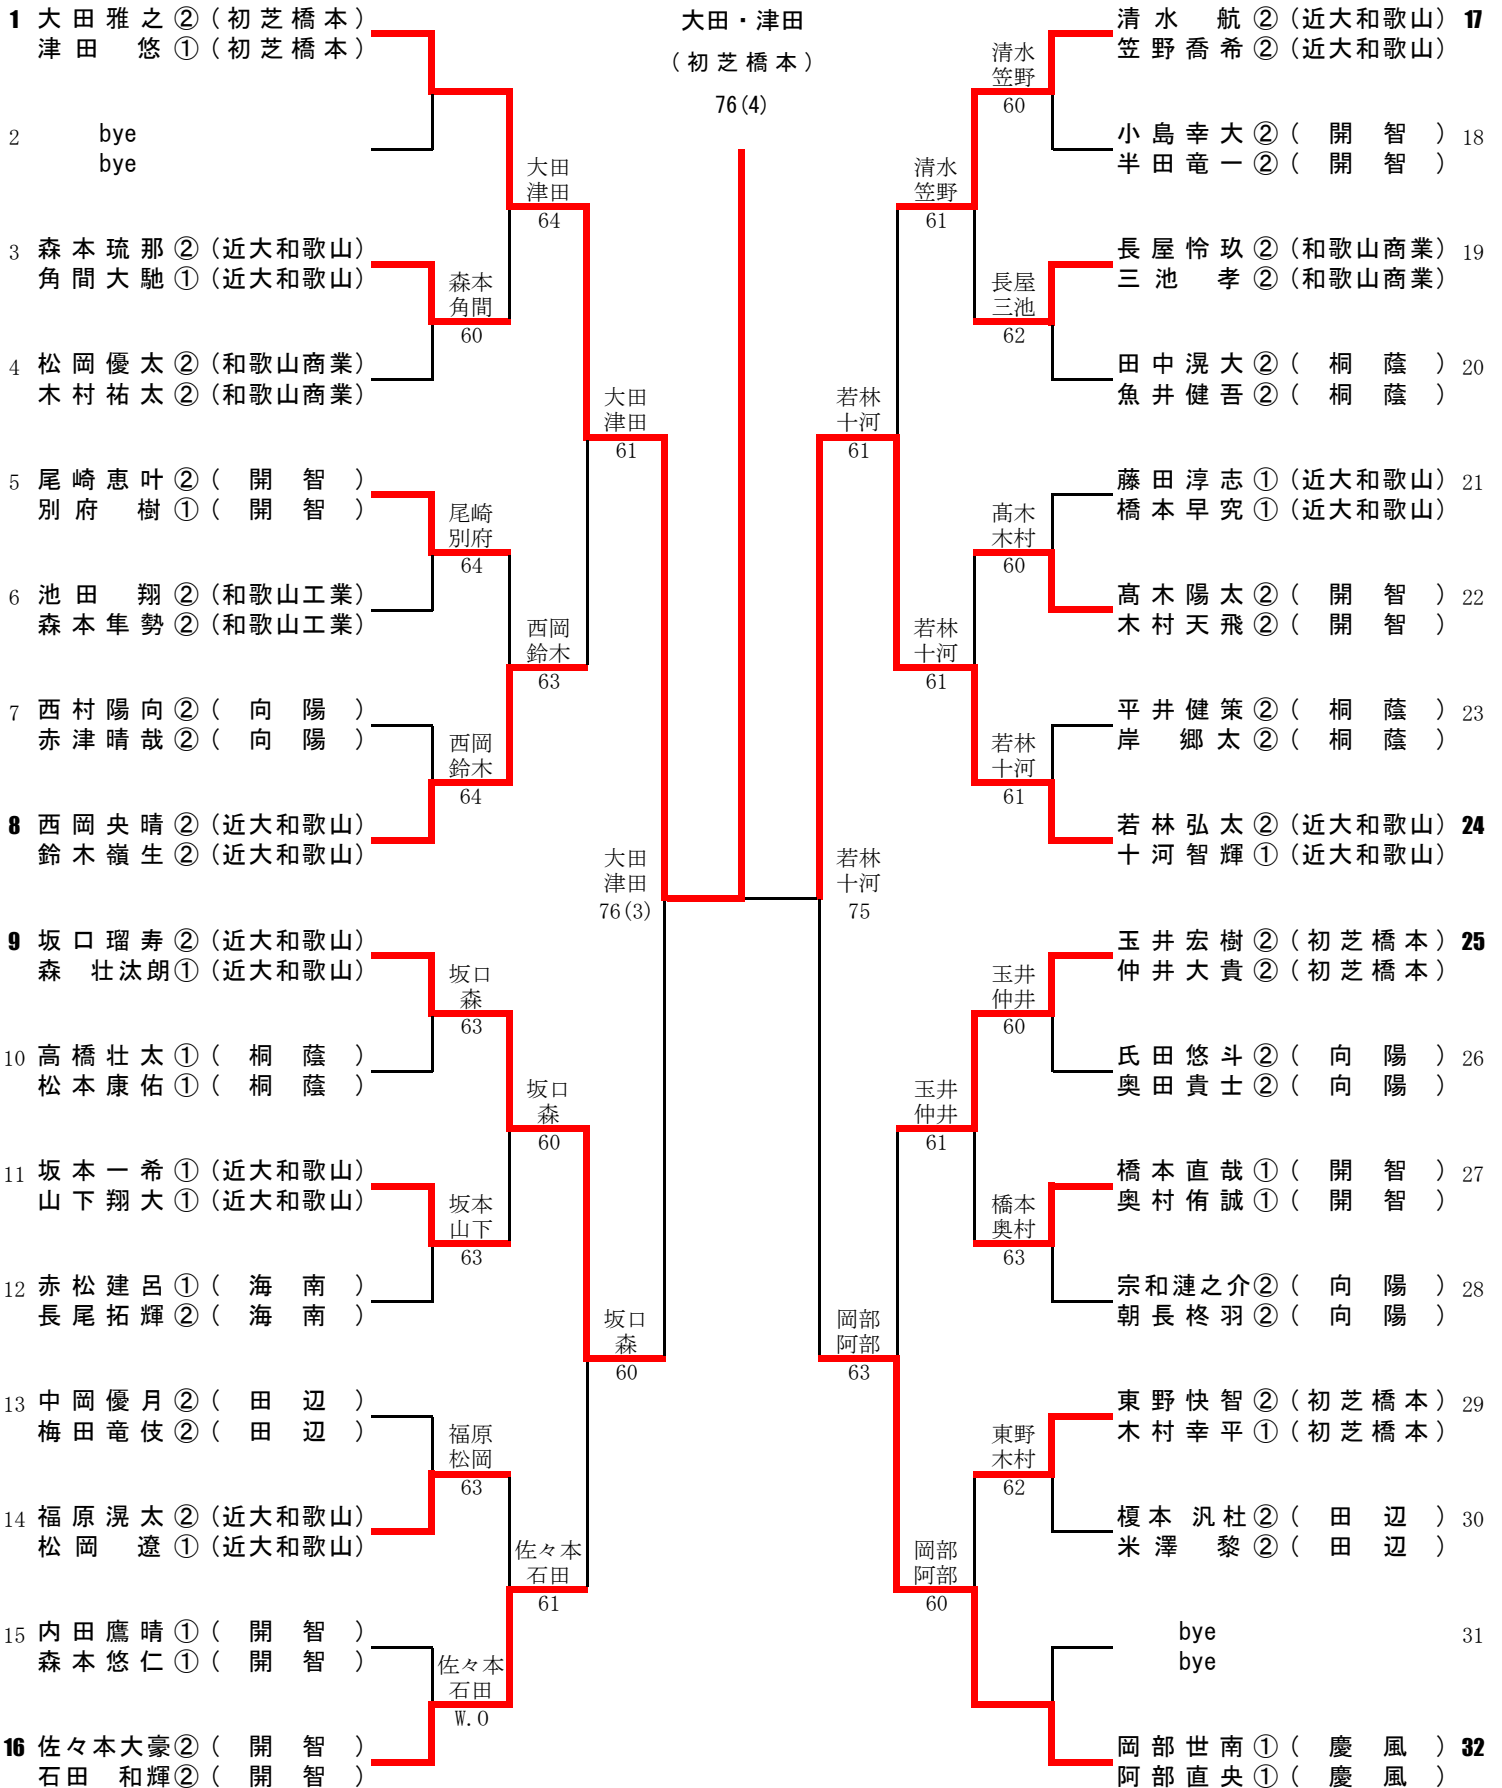 大田・津田
(初芝橋本)
76(4)
1 大田雅之②(初芝橋本)
津田 悠①(初芝橋本)
2 bye
bye
3 森本琉那②(近大和歌山)
角間大馳①(近大和歌山)
4 松岡優太②(和歌山商業)
木村祐太②(和歌山商業)
5 尾崎恵叶②(開智)
別府 樹①(開智)
6 池田 翔②(和歌山工業)
森本隼勢②(和歌山工業)
7 西村陽向②(向陽)
赤津晴哉②(向陽)
8 西岡央晴②(近大和歌山)
鈴木嶺生②(近大和歌山)
9 坂口瑠寿②(近大和歌山)
森 壮汰朗①(近大和歌山)
10 高橋壮太①(桐蔭)
松本康佑①(桐蔭)
11 坂本一希①(近大和歌山)
山下翔大①(近大和歌山)
12 赤松建呂①(海南)
長尾拓輝②(海南)
13 中岡優月②(田辺)
梅田竜伎②(田辺)
14 福原滉太②(近大和歌山)
松岡 遼①(近大和歌山)
15 内田鷹晴①(開智)
森本悠仁①(開智)
16 佐々本大豪②(開智)
石田 和輝②(開智)
森本
角間
60
尾崎
別府
64
西岡
鈴木
64
坂口
森
63
坂本
山下
63
福原
松岡
63
佐々本
石田
W.O
大田
津田
64
西岡
鈴木
63
坂口
森
60
佐々本
石田
61
大田
津田
61
坂口
森
60
大田
津田
76(3)
若林
十河
75
若林
十河
61
岡部
阿部
63
清水
笠野
61
若林
十河
61
玉井
仲井
61
岡部
阿部
60
清水
笠野
60
長屋
三池
62
髙木
木村
60
若林
十河
61
玉井
仲井
60
橋本
奥村
63
東野
木村
62
清水 航②(近大和歌山) 17
笠野喬希②(近大和歌山)
小島幸大②(開智) 18
半田竜一②(開智)
長屋怜玖②(和歌山商業) 19
三池 孝②(和歌山商業)
田中滉大②(桐蔭) 20
魚井健吾②(桐蔭)
藤田淳志①(近大和歌山) 21
橋本早究①(近大和歌山)
髙木陽太②(開智) 22
木村天飛②(開智)
平井健策②(桐蔭) 23
岸 郷太②(桐蔭)
若林弘太②(近大和歌山) 24
十河智輝①(近大和歌山)
玉井宏樹②(初芝橋本) 25
仲井大貴②(初芝橋本)
氏田悠斗②(向陽) 26
奥田貴士②(向陽)
橋本直哉①(開智) 27
奥村侑誠①(開智)
宗和漣之介②(向陽) 28
朝長柊羽②(向陽)
東野快智②(初芝橋本) 29
木村幸平①(初芝橋本)
榎本 汎杜②(田辺) 30
米澤 黎②(田辺)
bye 31
bye
岡部世南①(慶風) 32
阿部直央①(慶風)